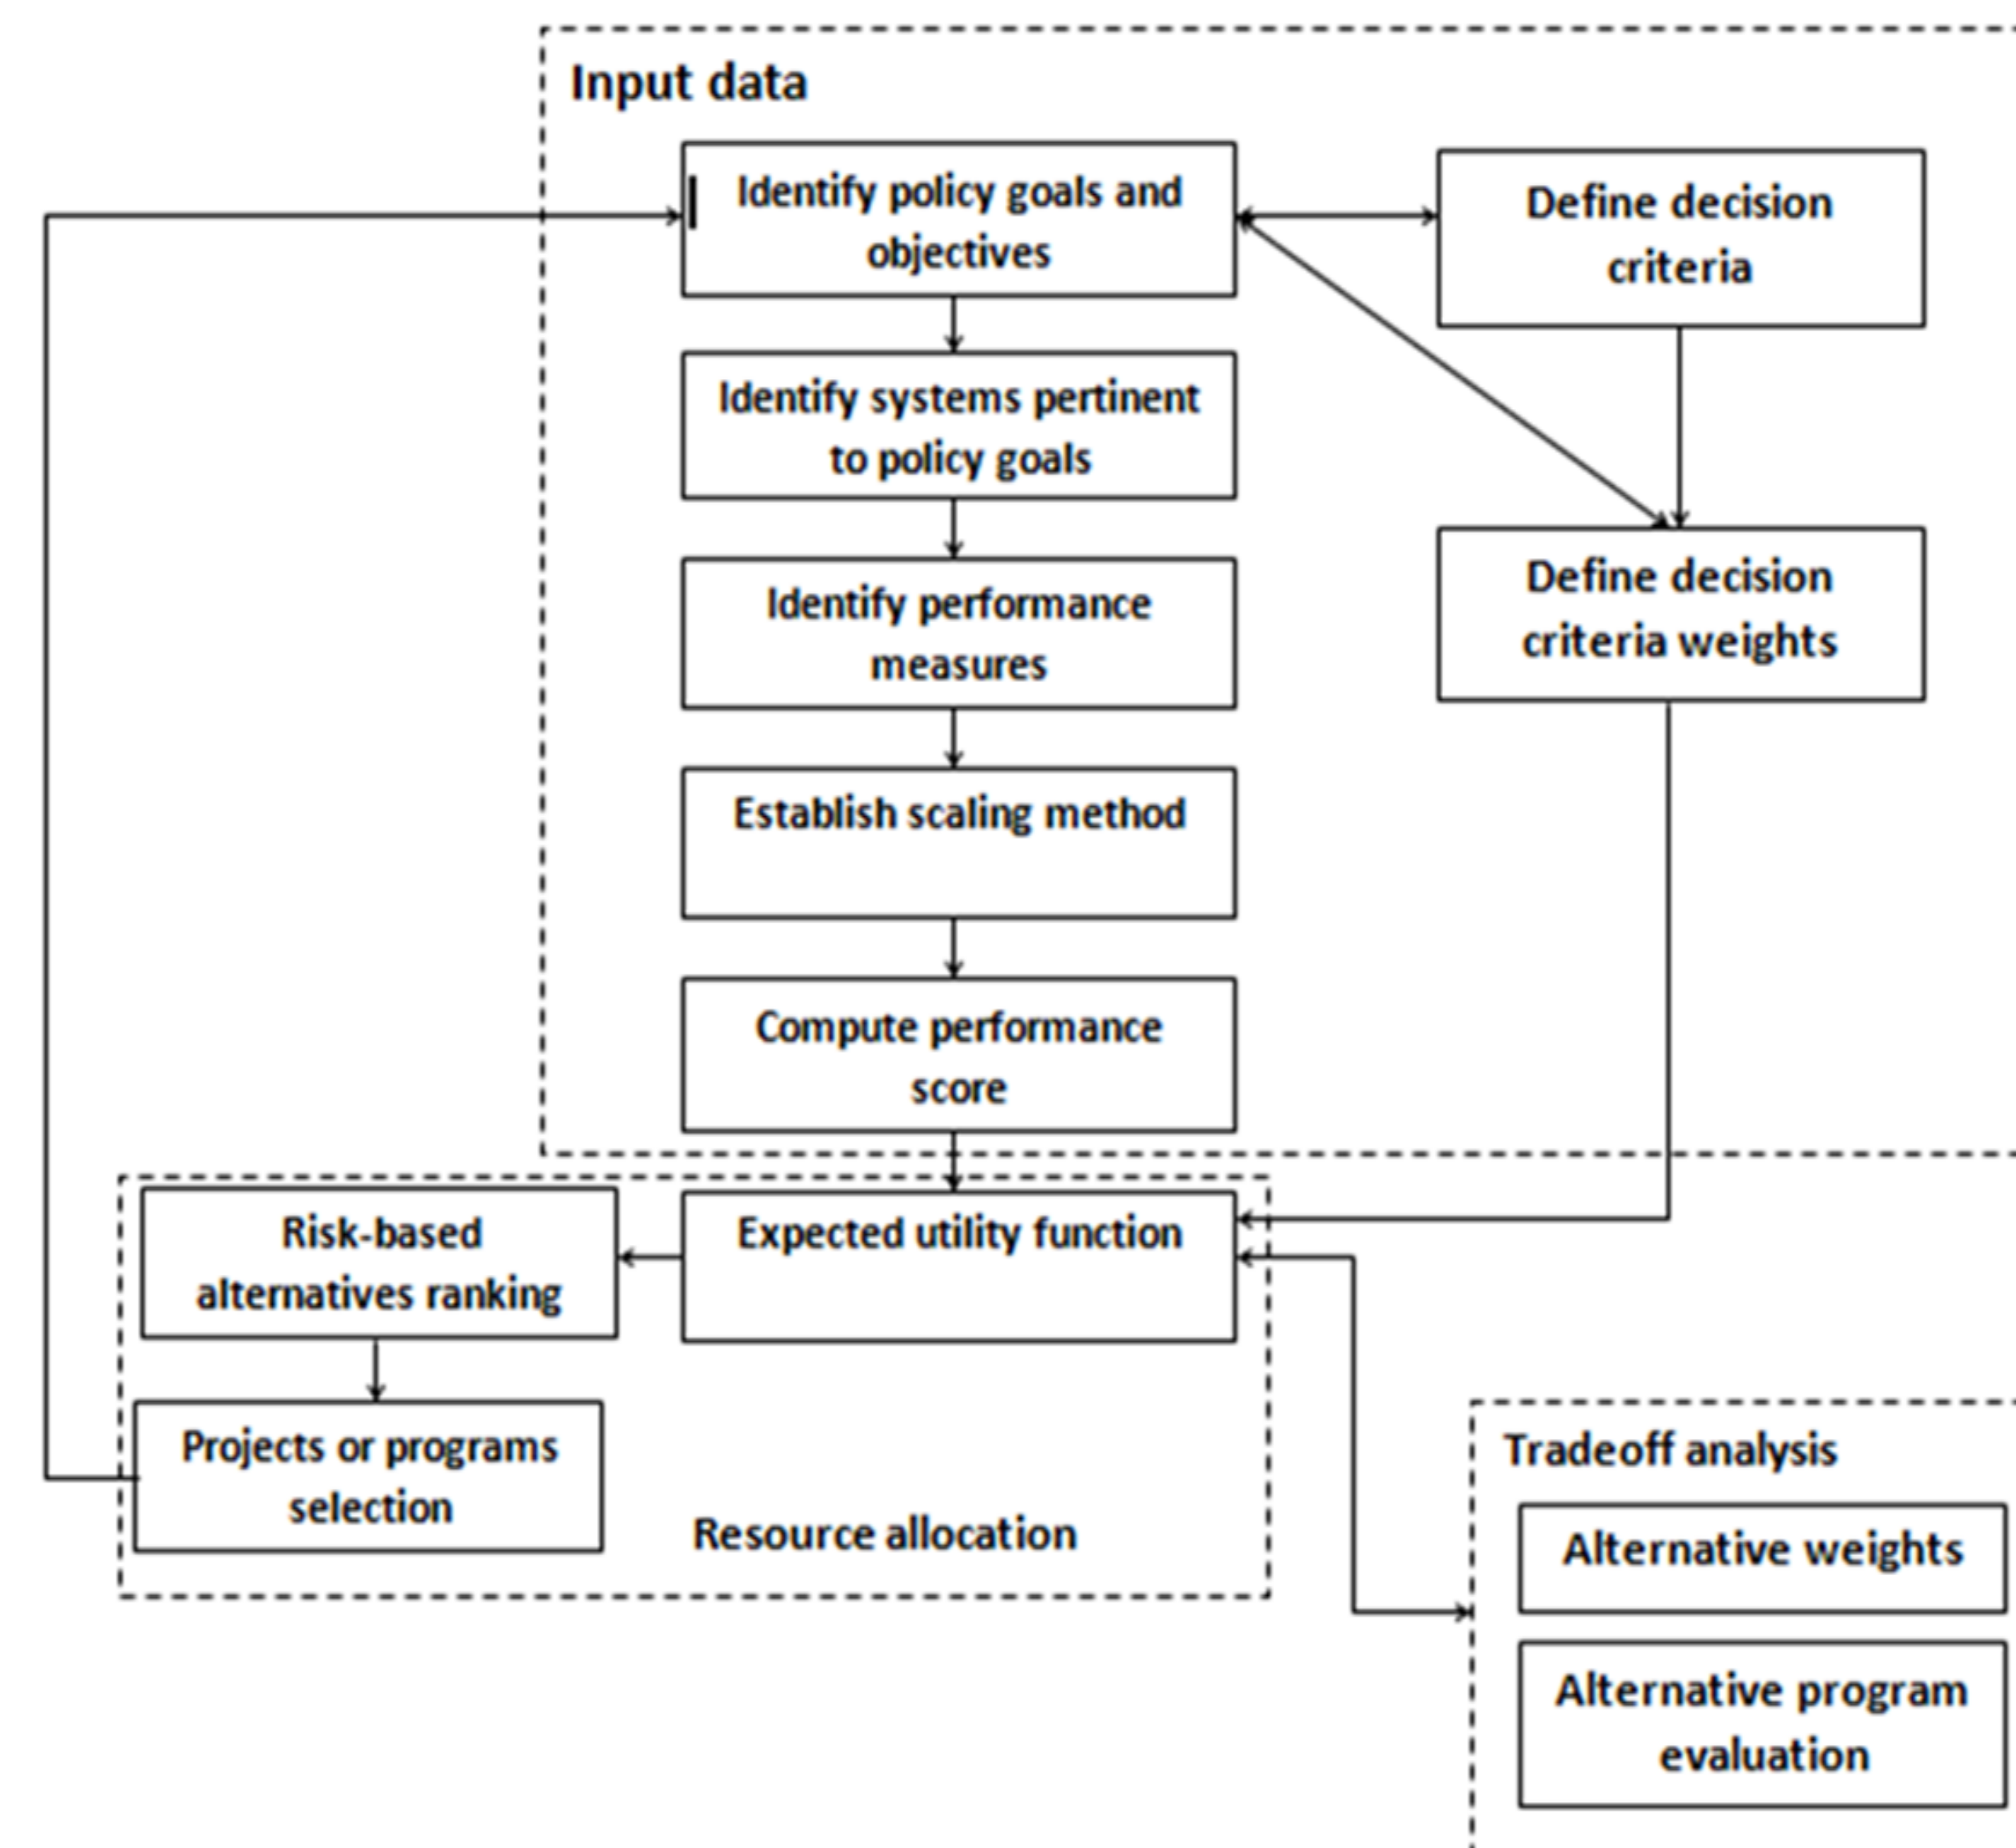 Input data
Identify policy goals and
objectives
Define decision
criteria
Identify systems pertinent
to policy goals
Identify performance
measures
Define decision
criteria weights
Establish scaling method
Compute performance
score
Risk-based
alternatives ranking
Expected utility function
Projects or programs
selection
Resource allocation
Tradeoff analysis
Alternative weights
Alternative program
evaluation